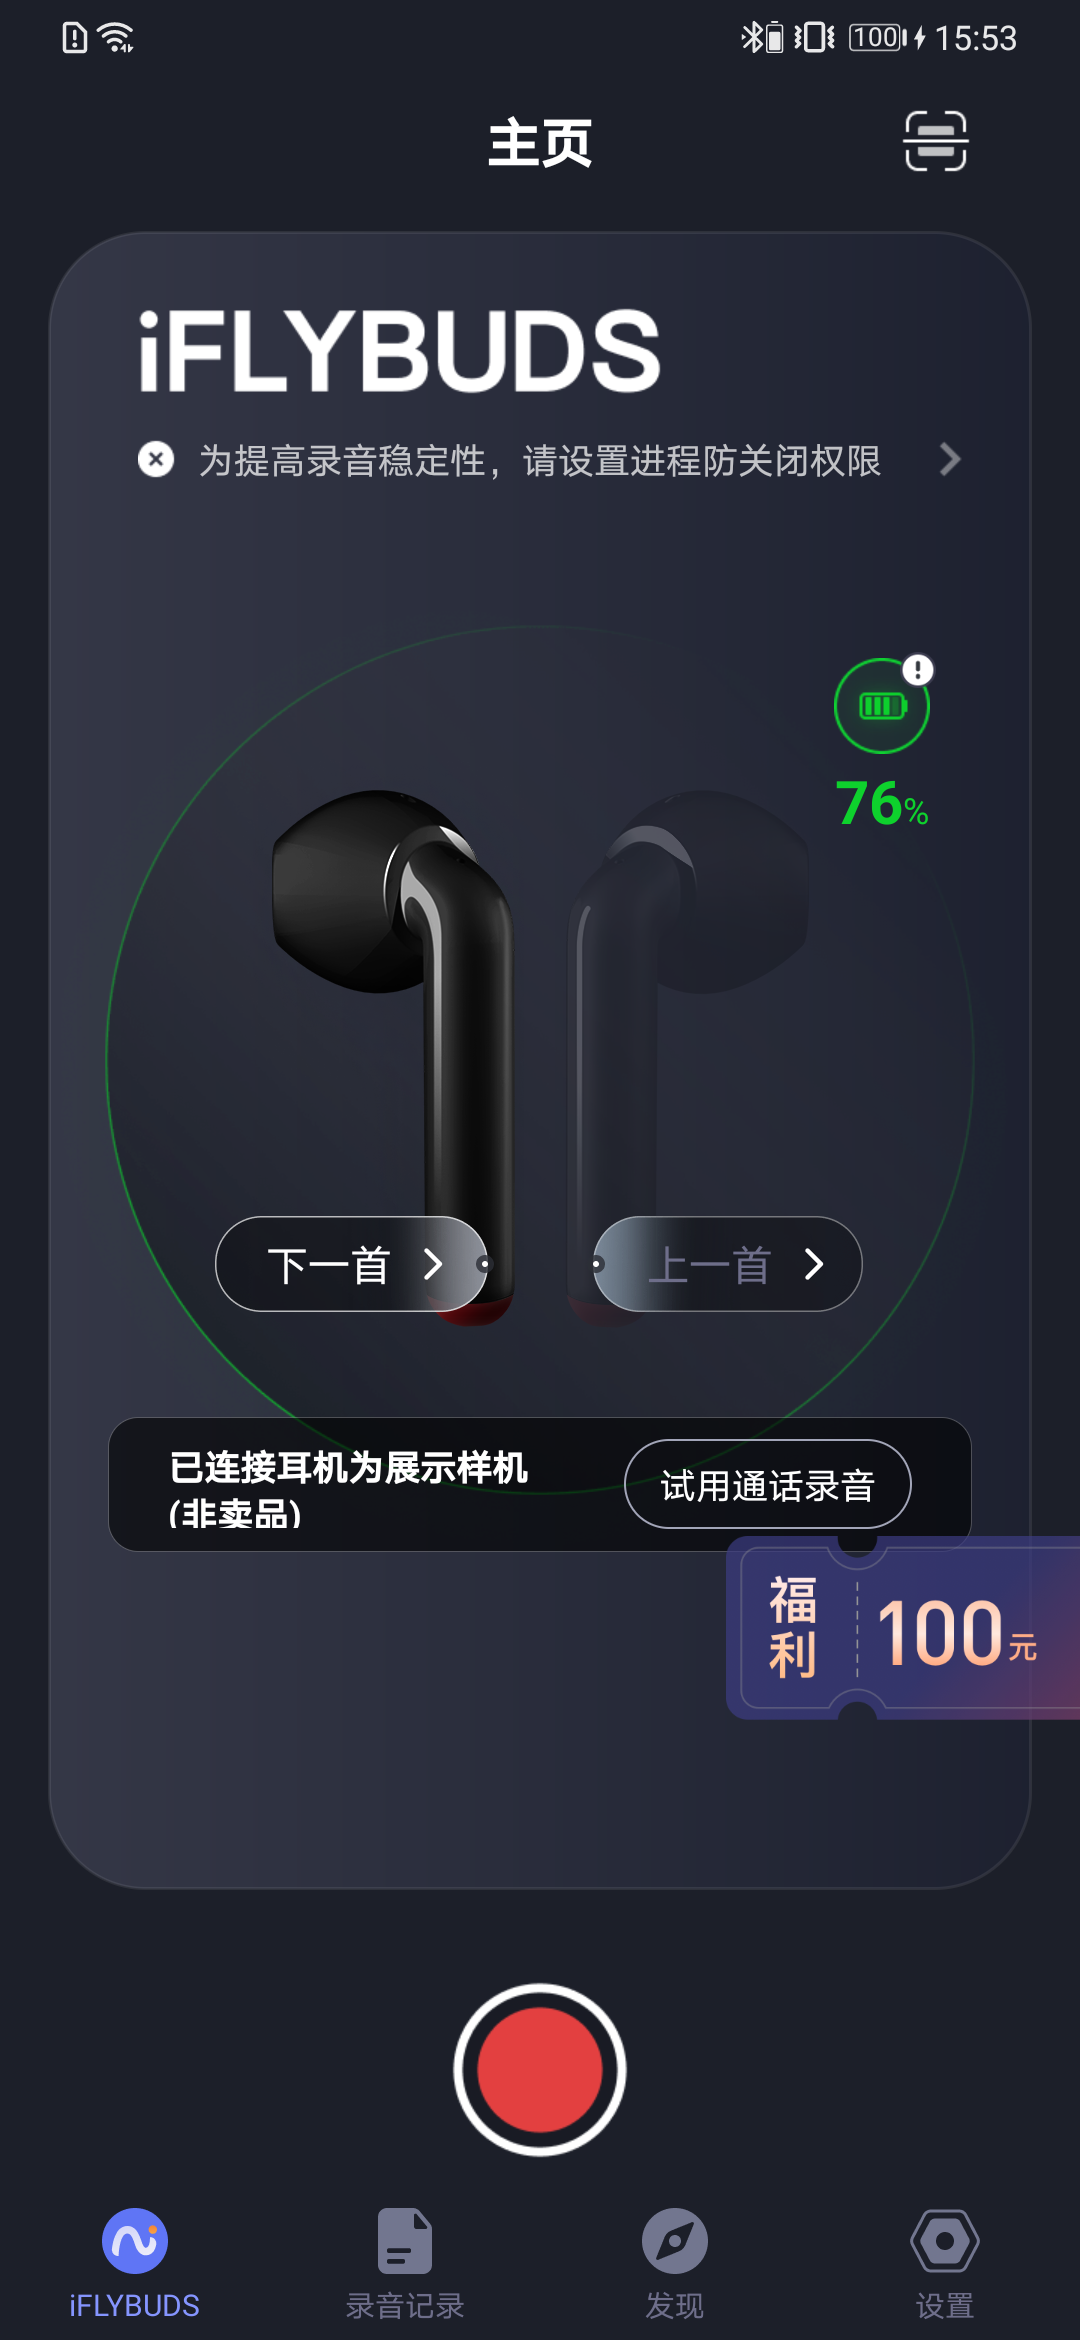 100 15:53
主页
iFLYBUDS
为提高录音稳定性，请设置进程防关闭权限
76%
下一首
上一首
已连接耳机为展示样机
(非卖品)
试用通话录音
福利
100元
iFLYBUDS
录音记录
发现
设置